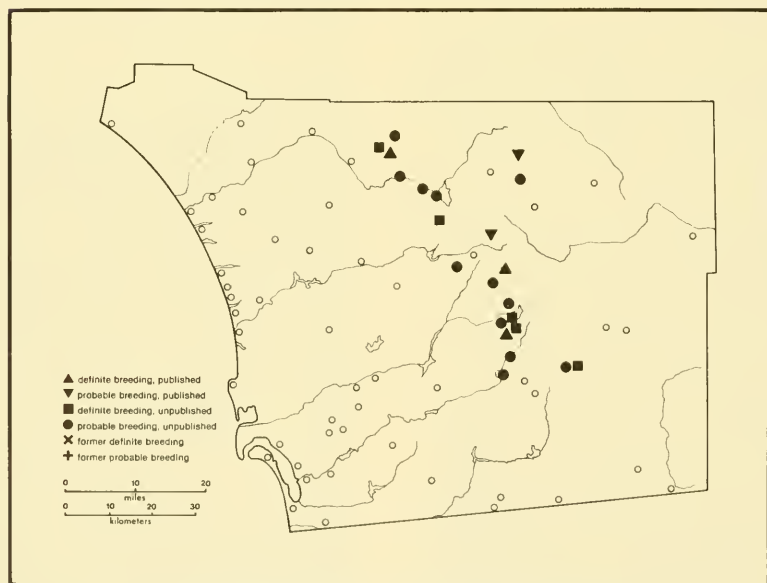 ▲ definite breeding, published
▼ probable breeding, published
■ definite breeding, unpublished
● probable breeding, unpublished
✕ former definite breeding
+ former probable breeding
0 10 20
miles
0 10 20 30
kilometers